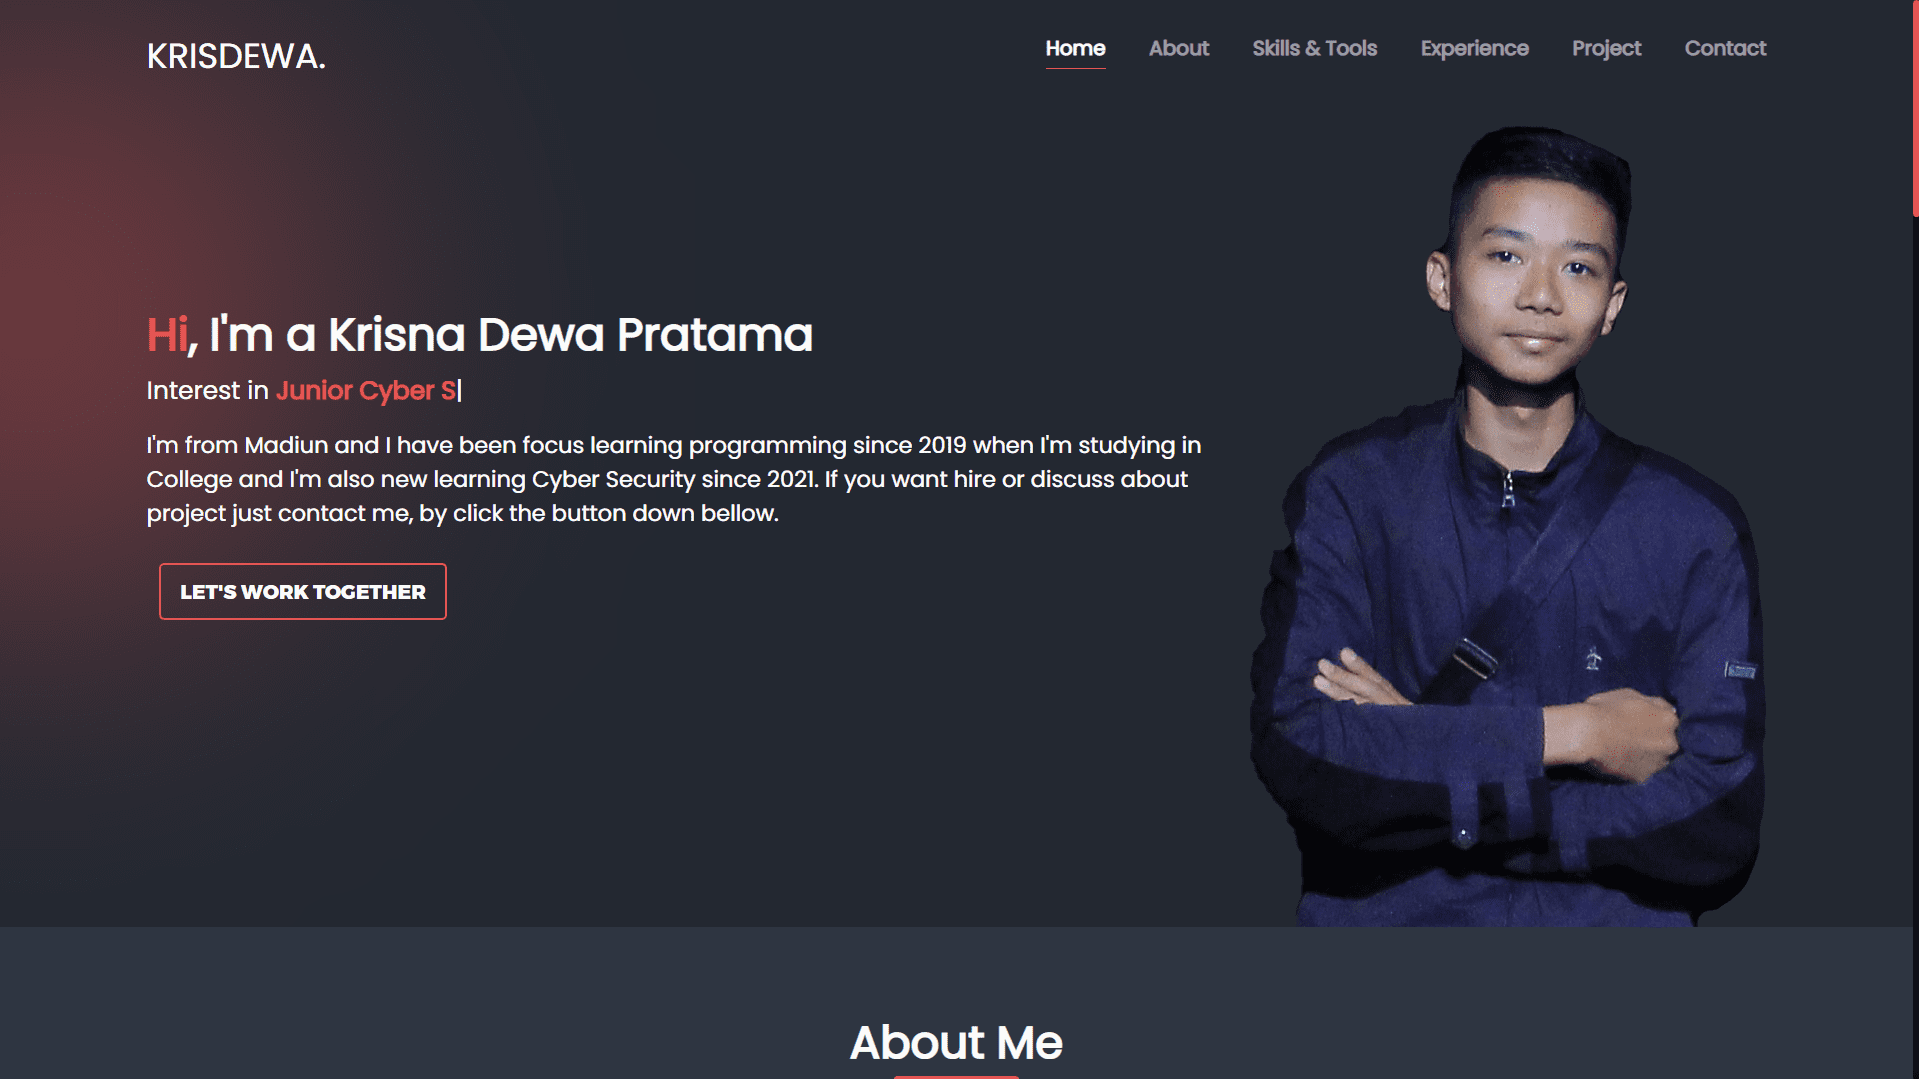 KRISDEWA.
Home About Skills & Tools Experience Project Contact
Hi, I'm a Krisna Dewa Pratama
Interest in Junior Cyber S|
I'm from Madiun and I have been focus learning programming since 2019 when I'm studying in
College and I'm also new learning Cyber Security since 2021. If you want hire or discuss about
project just contact me, by click the button down bellow.
LET'S WORK TOGETHER
About Me